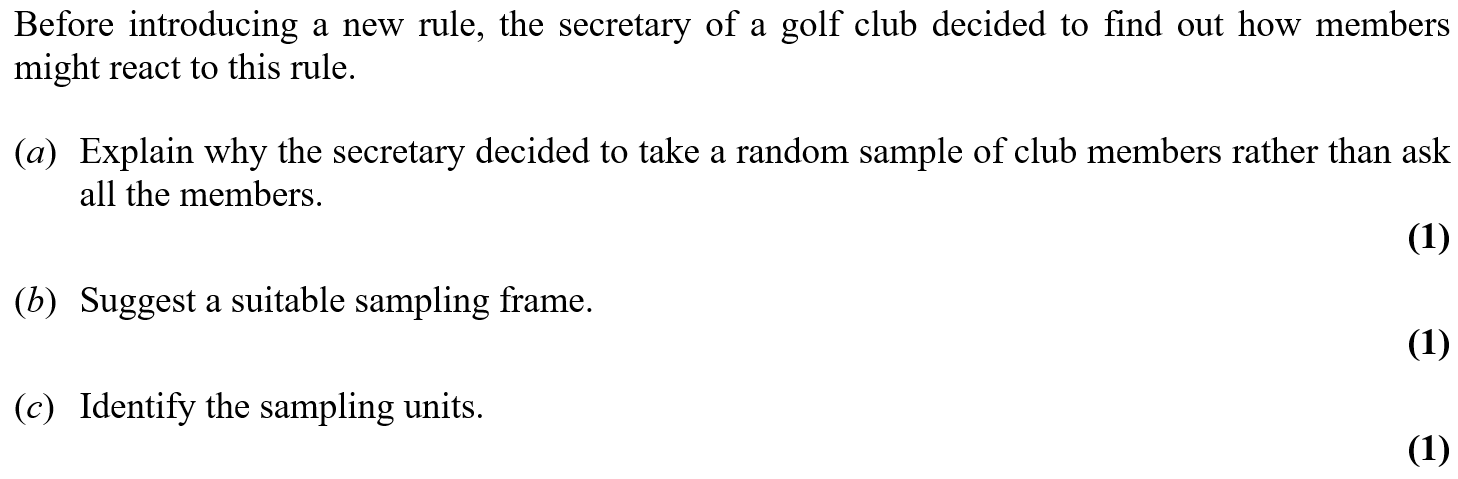 Before introducing a new rule, the secretary of a golf club decided to find out how members
might react to this rule.
(a) Explain why the secretary decided to take a random sample of club members rather than ask
all the members.
(1)
(b) Suggest a suitable sampling frame.
(1)
(c) Identify the sampling units.
(1)